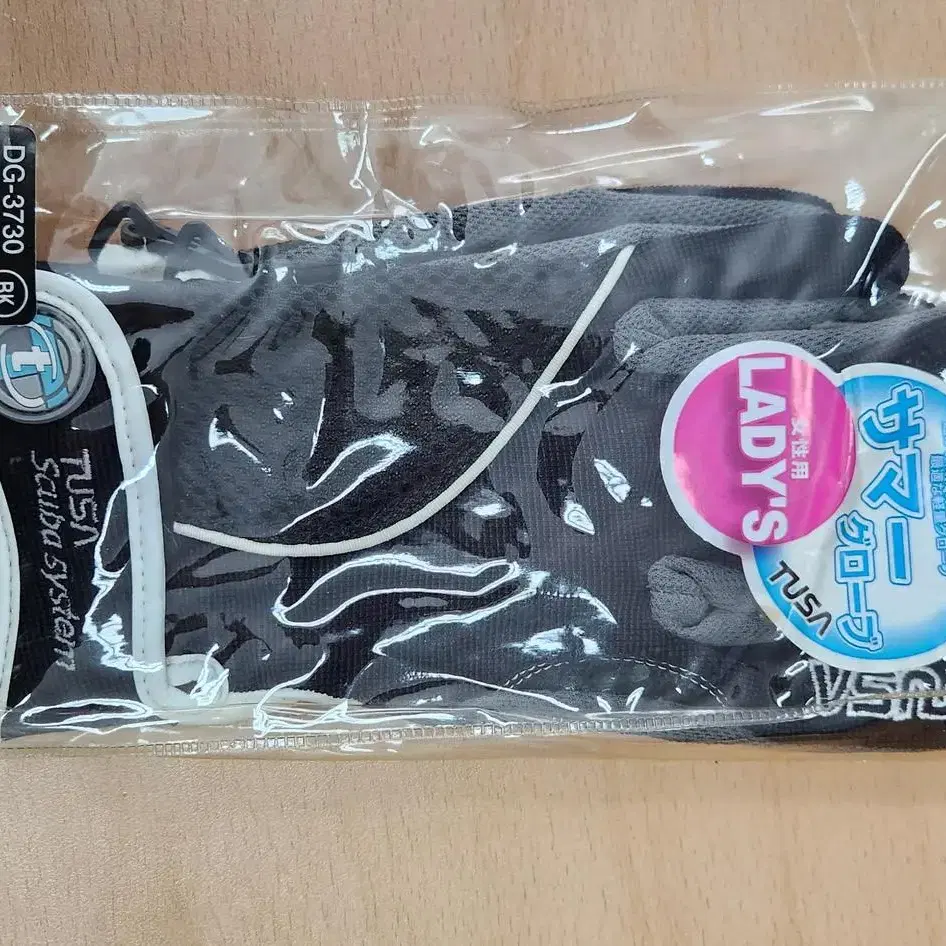 DG-3730 BK
t
TUSA
Scuba system
女性用
LADY'S
サマー
グローブ
TUSA